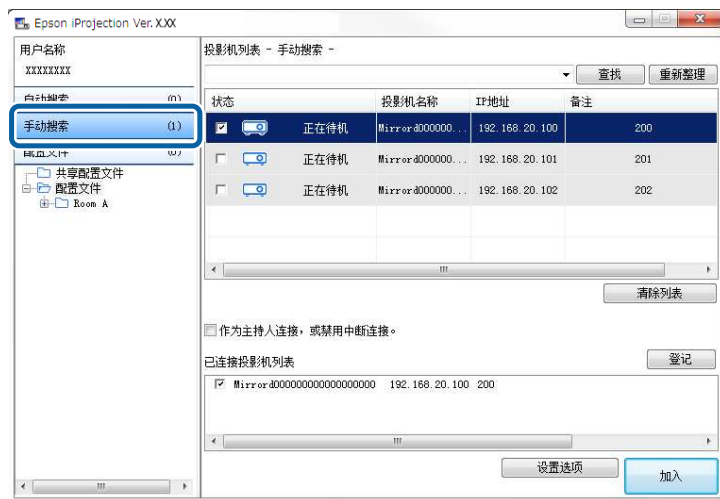 Epson iProjection Ver. X.XX
用户名称
XXXXXXXX
自动搜索 (0)
手动搜索 (1)
配置文件 (0)
共享配置文件
配置文件
Room A
投影机列表 - 手动搜索 -
查找 重新整理
状态 投影机名称 IP地址 备注
正在待机 Mirrord000000... 192.168.20.100 200
正在待机 Mirrord000000... 192.168.20.101 201
正在待机 Mirrord000000... 192.168.20.102 202
清除列表
作为主持人连接，或禁用中断连接。
已连接投影机列表 登记
Mirrord000000000000000000 192.168.20.100 200
设置选项 加入